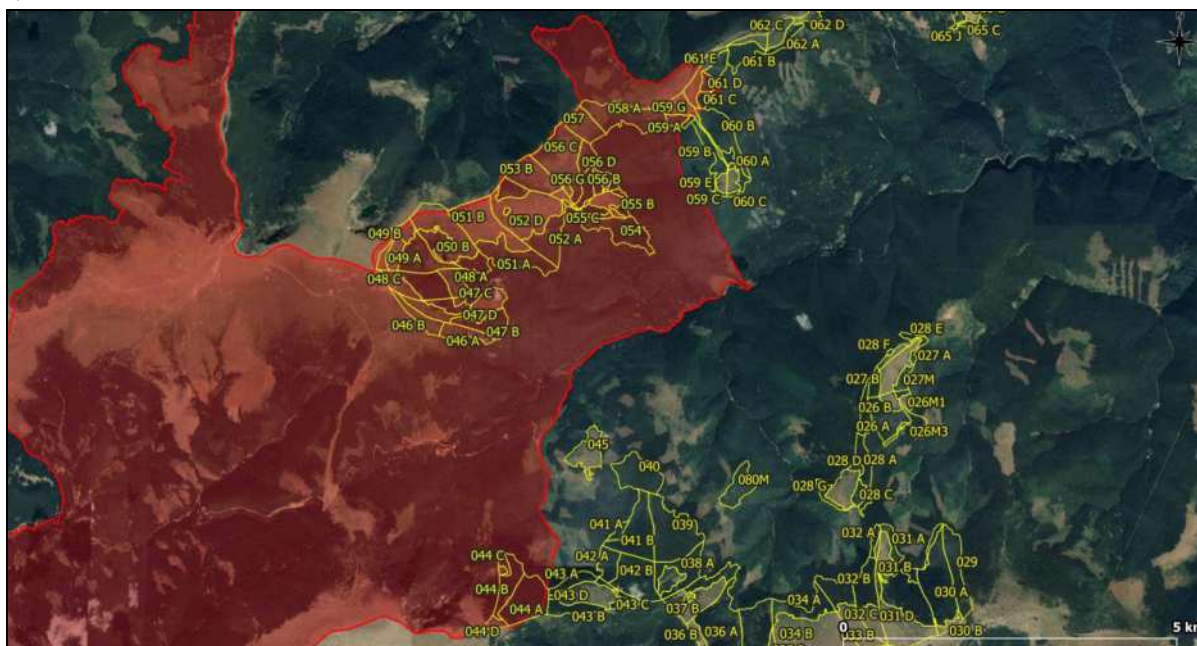 062 C
062 D
065 J
065 C
062 A
061 E
061 B
061 D
061 C
058 A
059 G
057
059 A
060 B
056 C
059 B
053 B
056 D
060 A
056 G
056 B
059 E
059 C
060 C
055 B
051 B
052 D
055 C
054
049 B
050 B
052 A
049 A
051 A
048 A
048 C
047 C
047 D
046 B
047 B
046 A
028 E
028 F
027 A
027 B
027M
026 B
026M1
026 A
026M3
045
040
028 D
028 A
080M
028 G
028 C
041 A
039
032 A
031 A
041 B
044 C
042 A
029
042 B
038 A
031 B
043 A
032 B
044 B
043 D
030 A
044 A
043 C
037 B
034 A
043 B
032 C
031 D
044 D
036 B
036 A
034 B
033 B
030 B
0
5 km